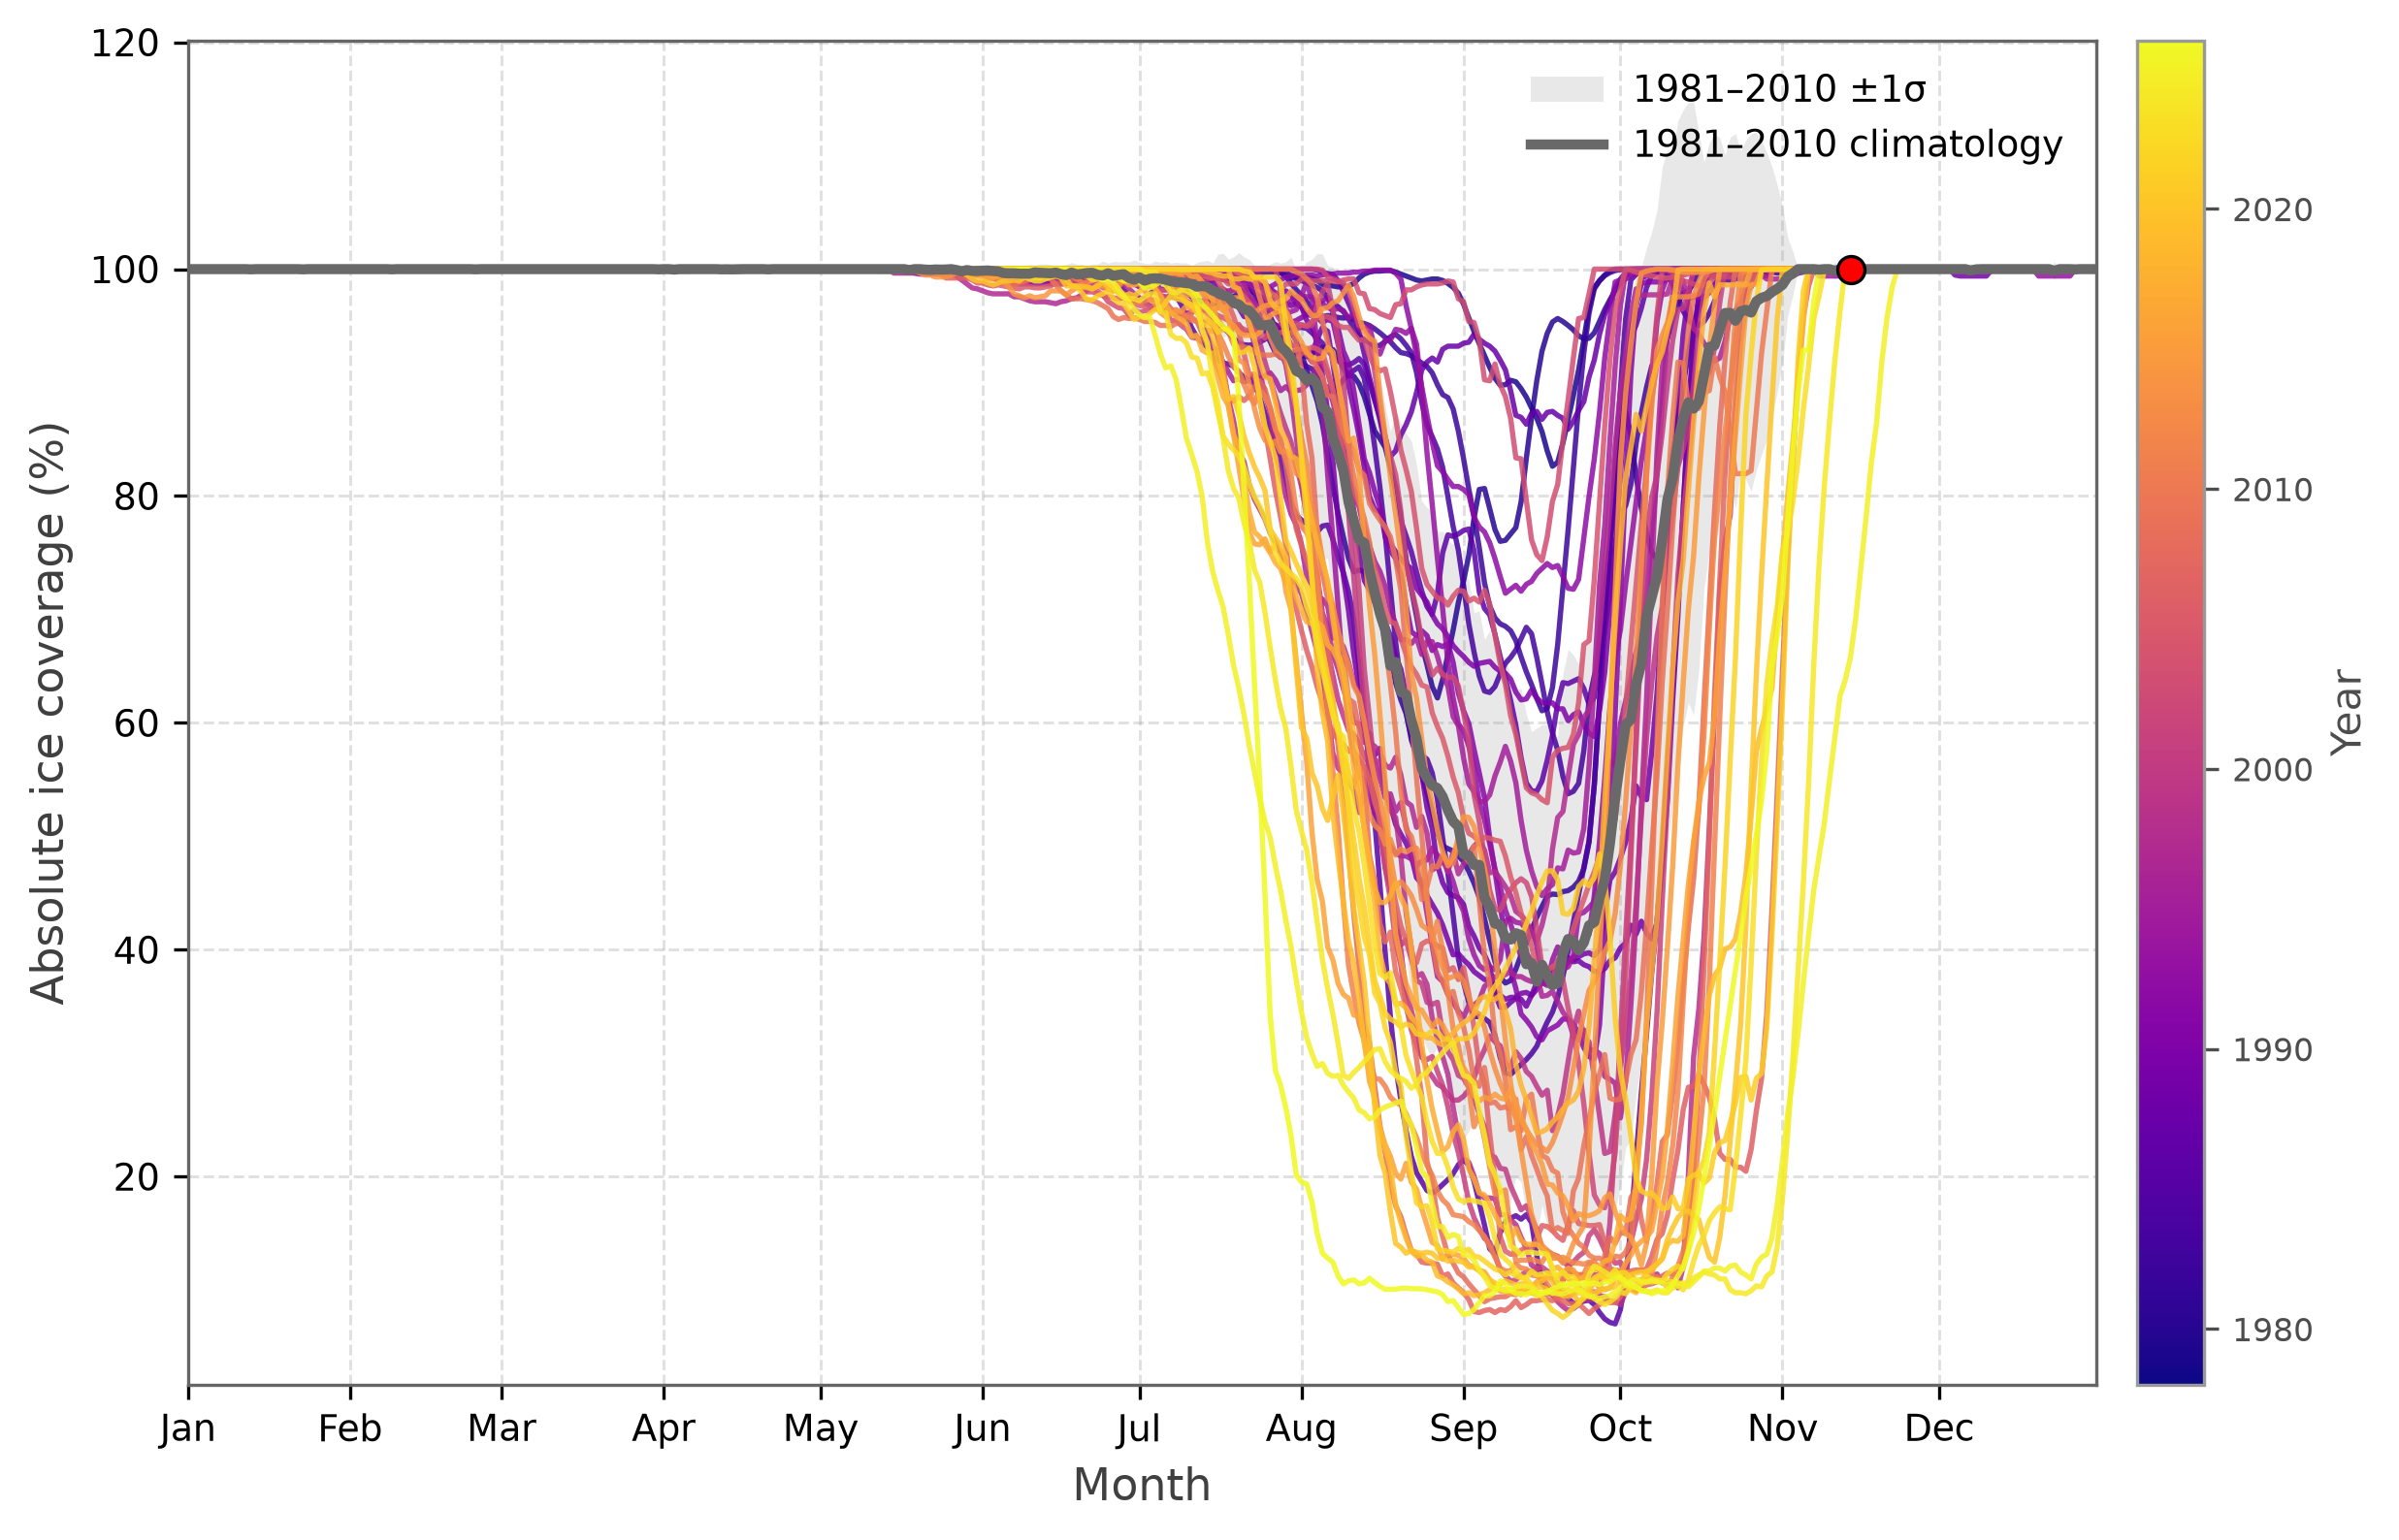 120
100
80
60
40
20
Absolute ice coverage (%)
1981–2010 ±1σ
1981–2010 climatology
Jan Feb Mar Apr May Jun Jul Aug Sep Oct Nov Dec
Month
2020
2010
2000
1990
1980
Year